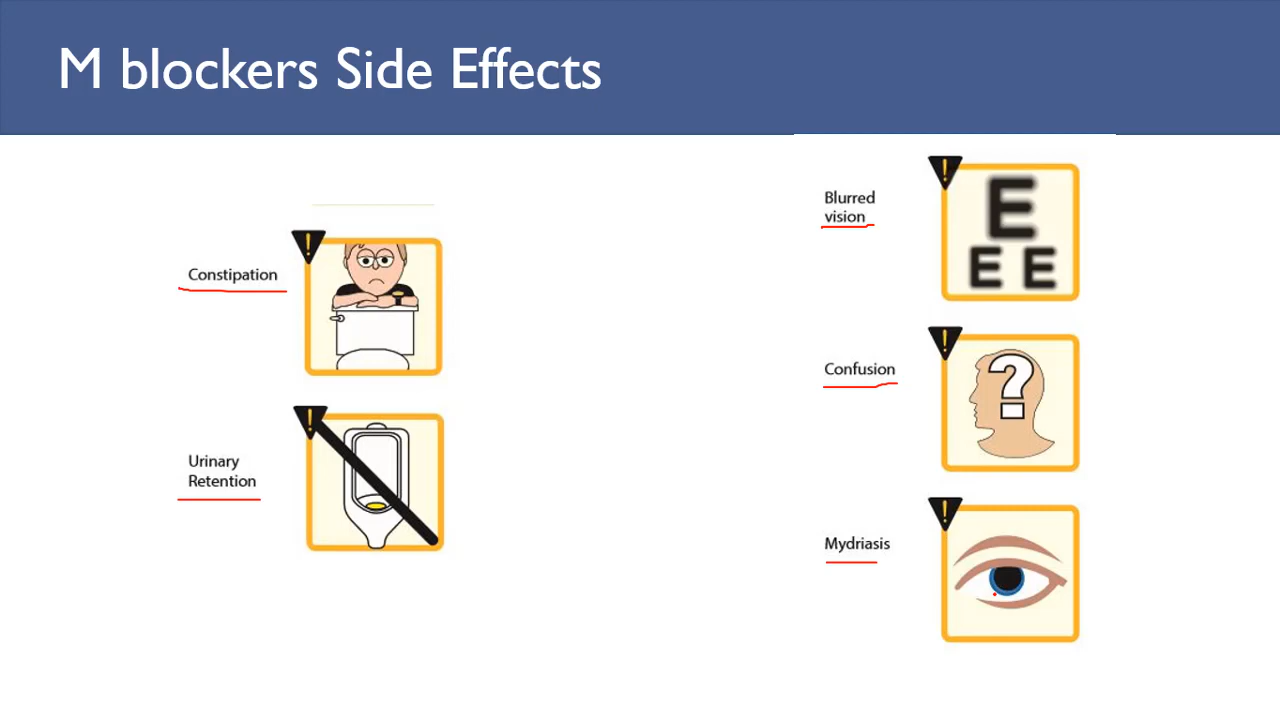 M blockers Side Effects
Constipation
Urinary
Retention
Blurred
vision
E
E E
Confusion
?
Mydriasis